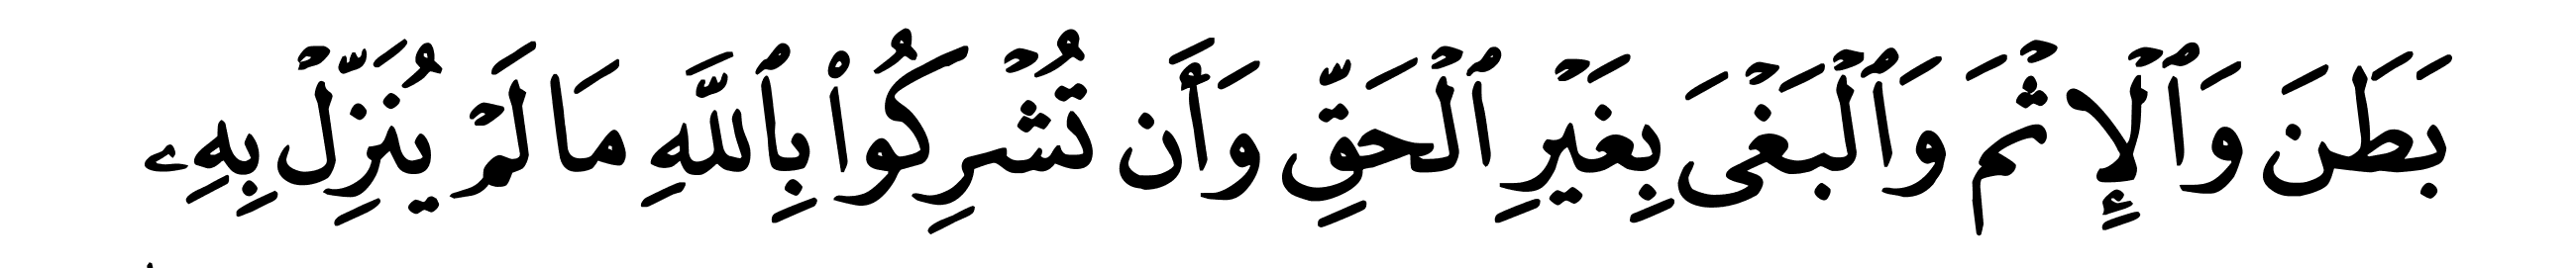 بَطَنَ وَٱلْإِثْمَ وَٱلْبَغْىَ بِغَيْرِ ٱلْحَقِّ وَأَن تُشْرِكُوا۟ بِٱللَّهِ مَا لَمْ يُنَزِّلْ بِهِۦ